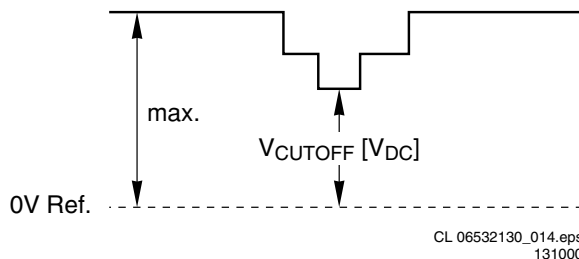 max.
VCUTOFF [VDC]
0V Ref.
CL 06532130_014.eps
131000